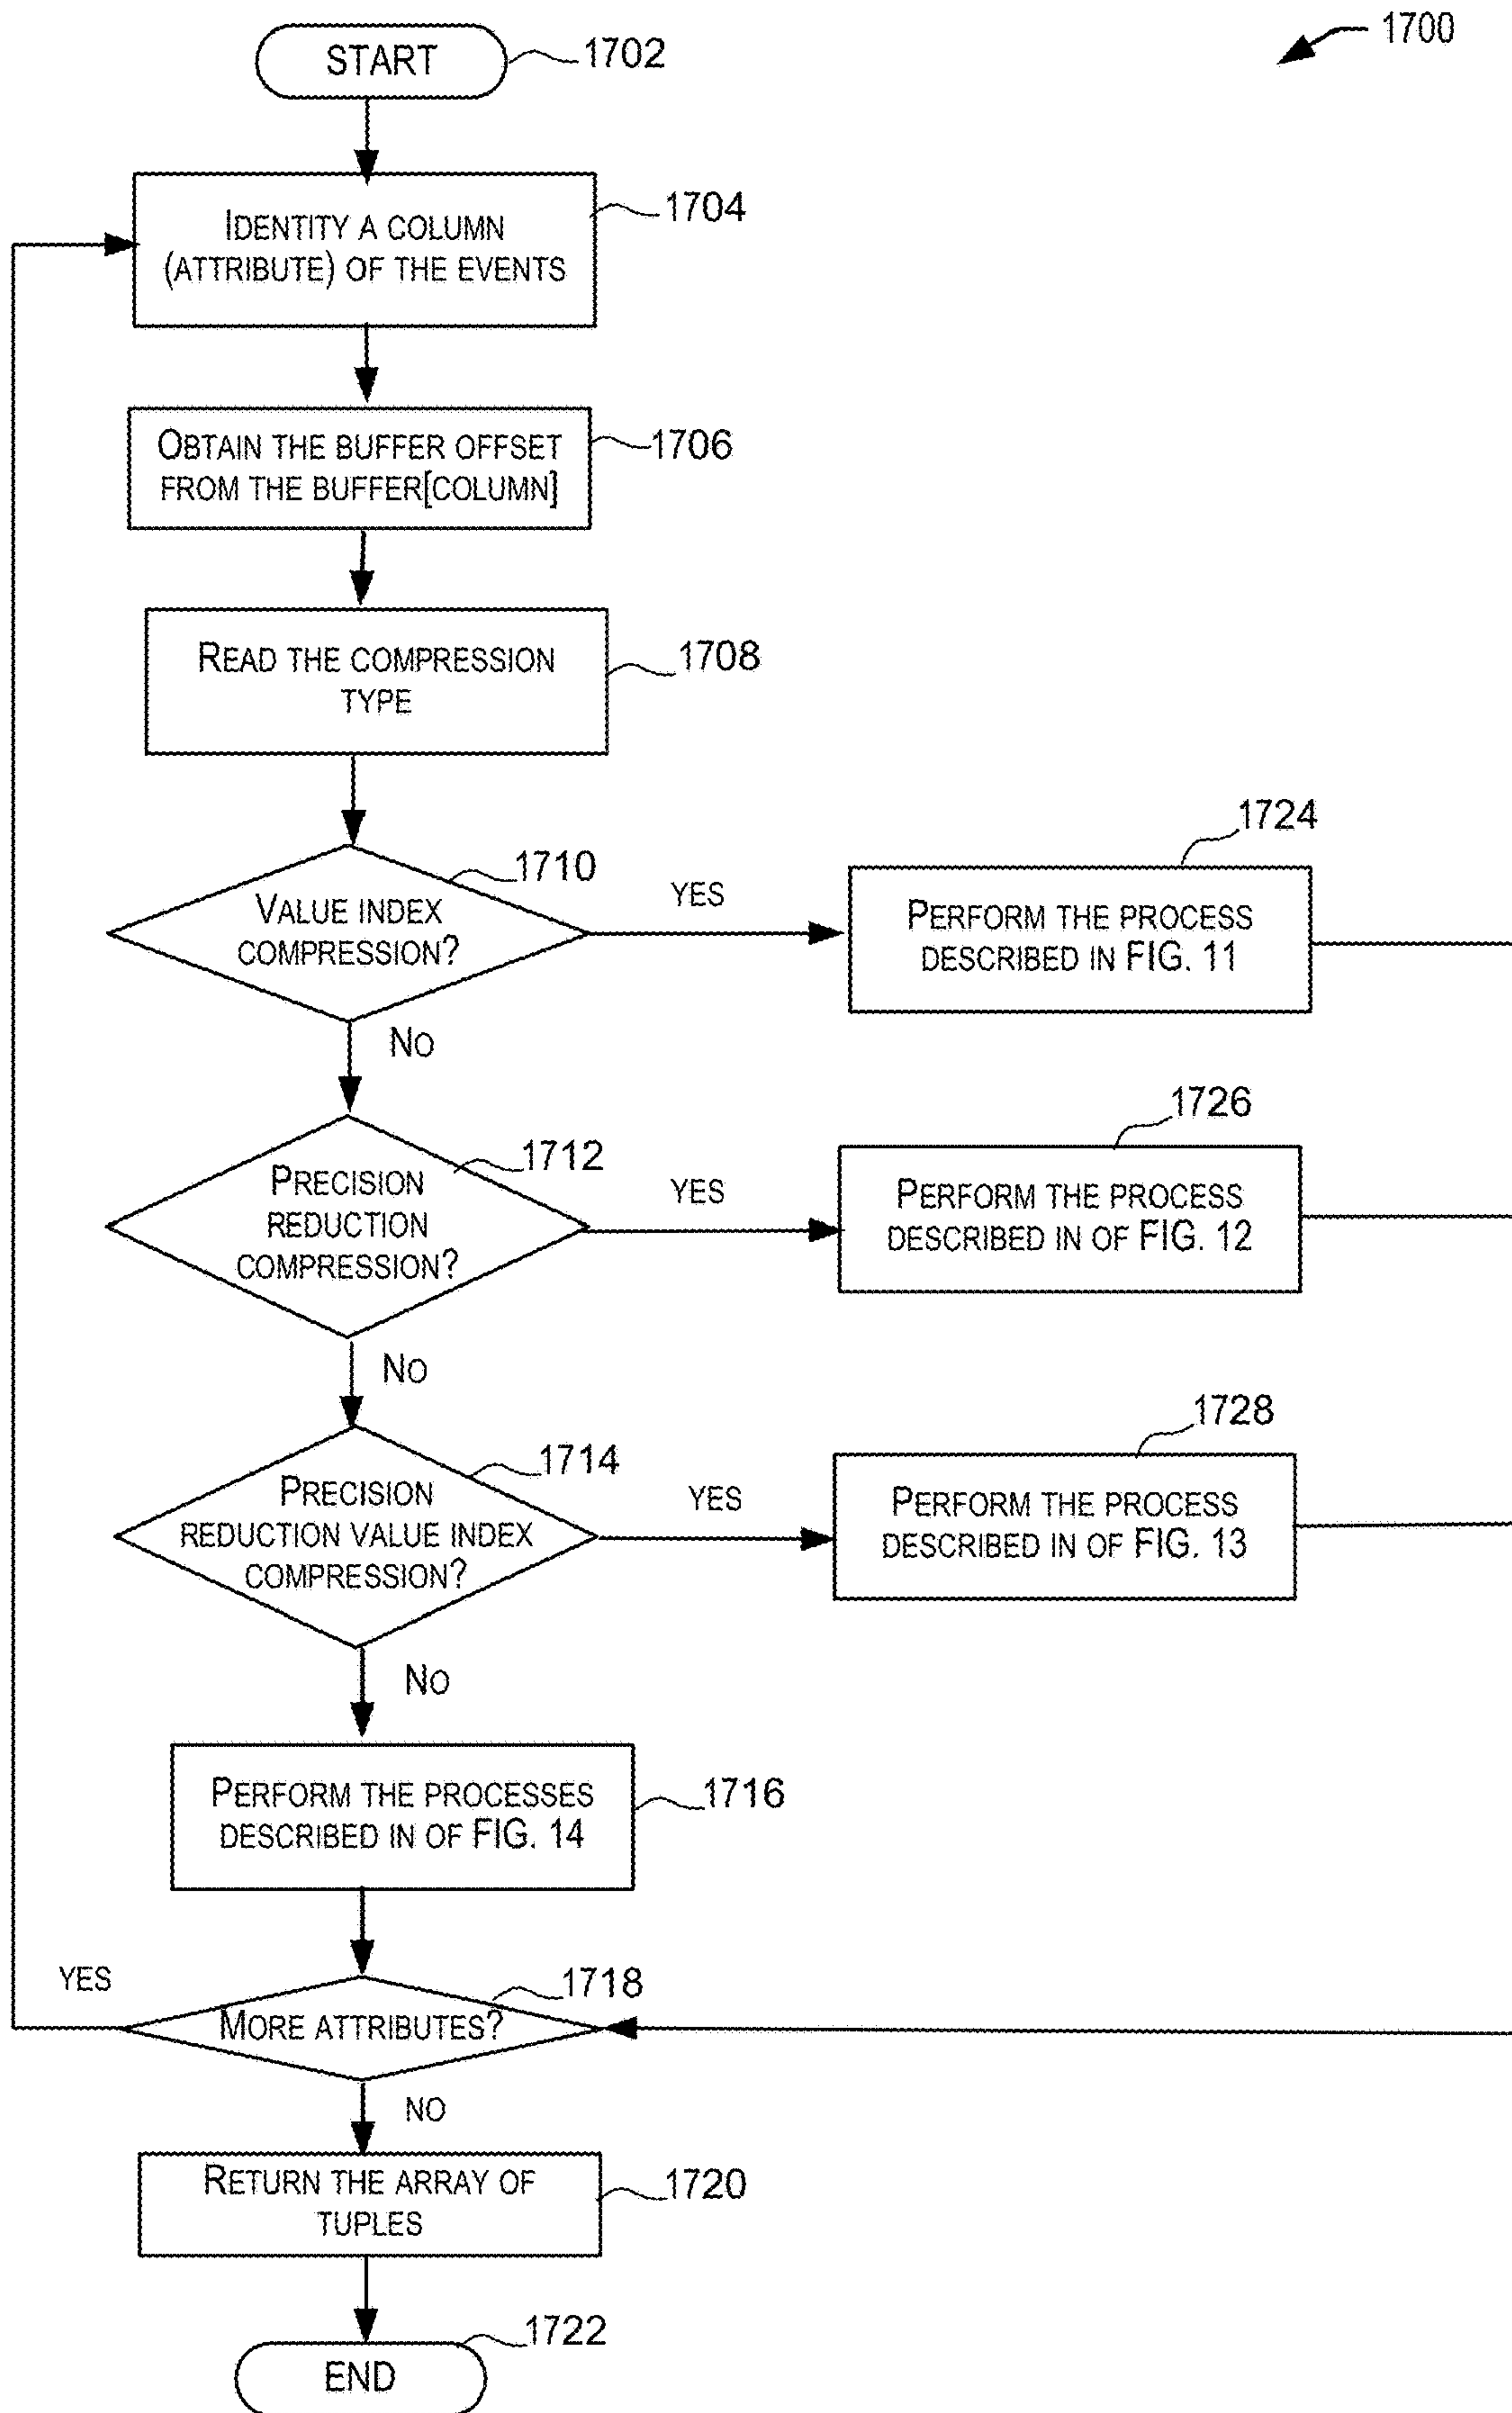 1700
START
1702
IDENTITY A COLUMN
(ATTRIBUTE) OF THE EVENTS
1704
OBTAIN THE BUFFER OFFSET
FROM THE BUFFER[COLUMN]
1706
READ THE COMPRESSION
TYPE
1708
VALUE INDEX
COMPRESSION?
1710
YES
PERFORM THE PROCESS
DESCRIBED IN FIG. 11
1724
NO
PRECISION
REDUCTION
COMPRESSION?
1712
YES
PERFORM THE PROCESS
DESCRIBED IN OF FIG. 12
1726
NO
PRECISION
REDUCTION VALUE INDEX
COMPRESSION?
1714
YES
PERFORM THE PROCESS
DESCRIBED IN OF FIG. 13
1728
NO
PERFORM THE PROCESSES
DESCRIBED IN OF FIG. 14
1716
YES
MORE ATTRIBUTES?
1718
NO
RETURN THE ARRAY OF
TUPLES
1720
END
1722